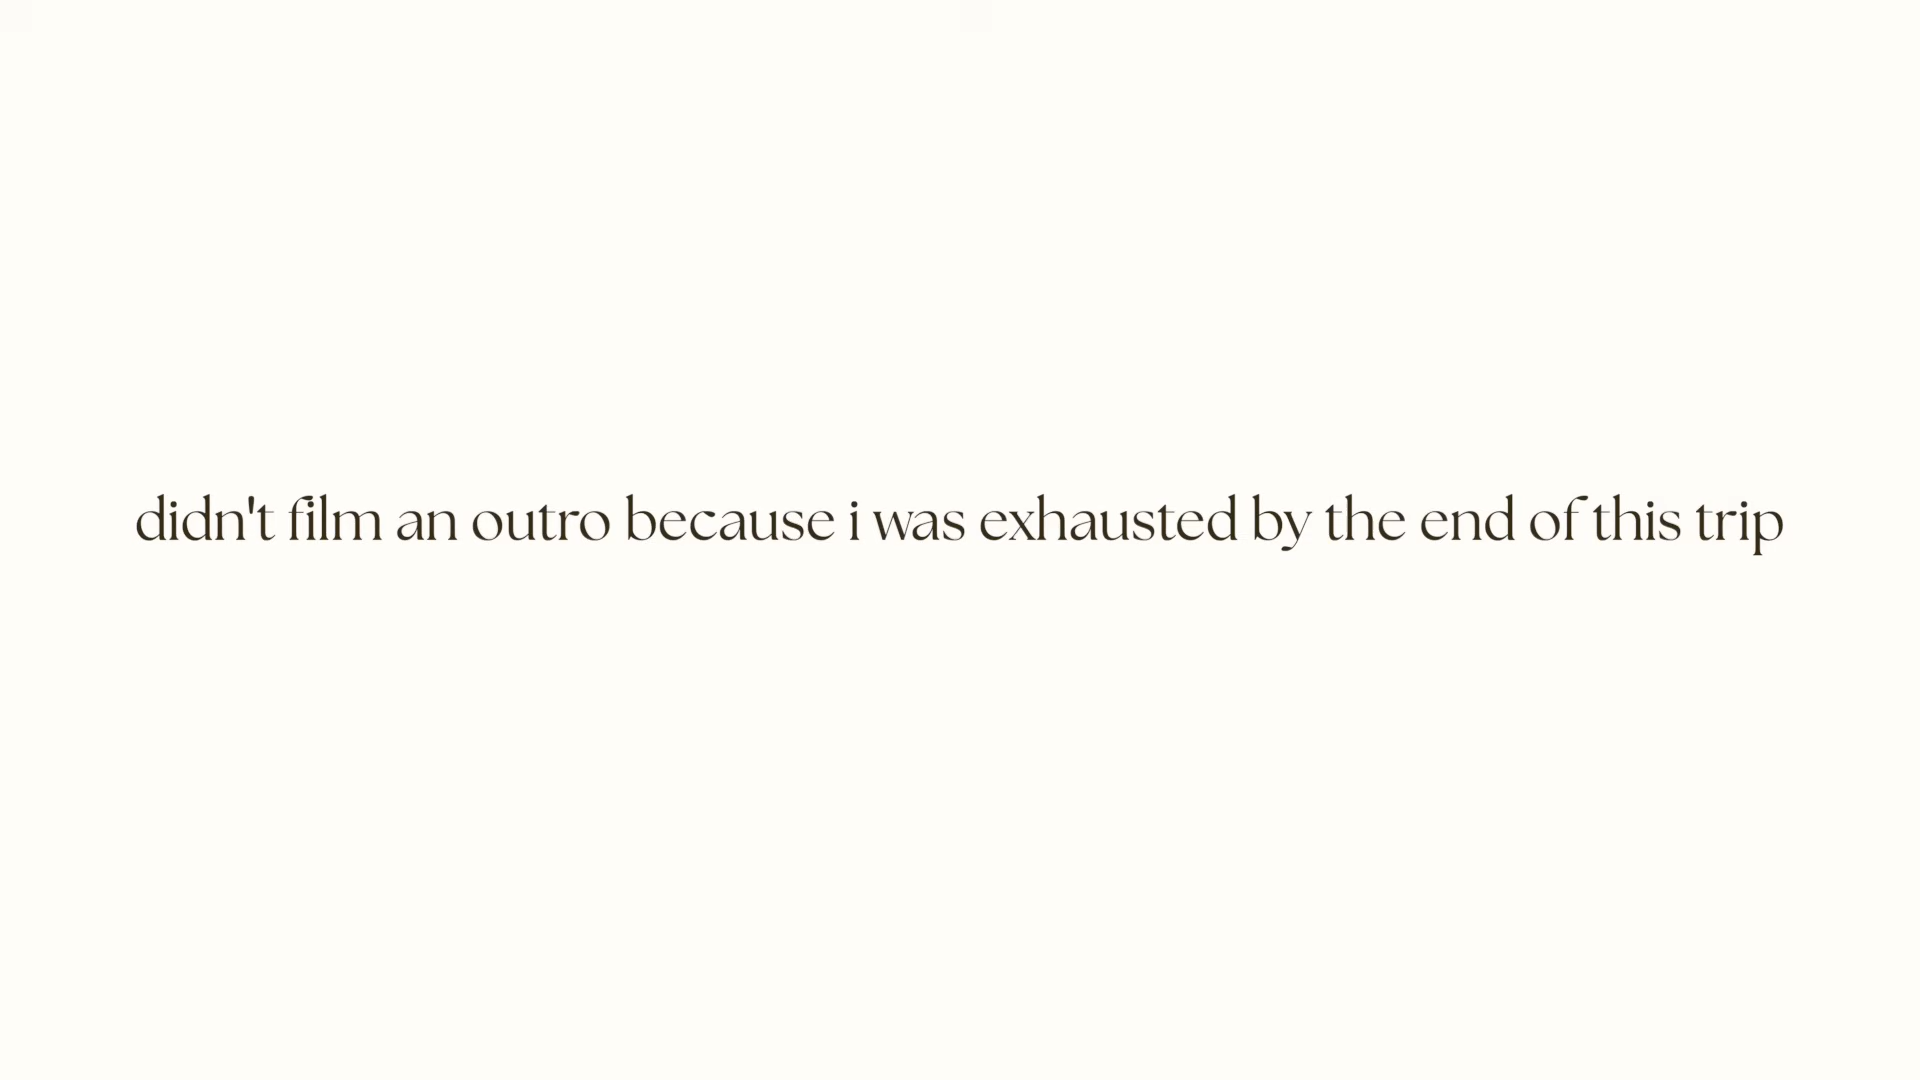 didn't film an outro because i was exhausted by the end of this trip